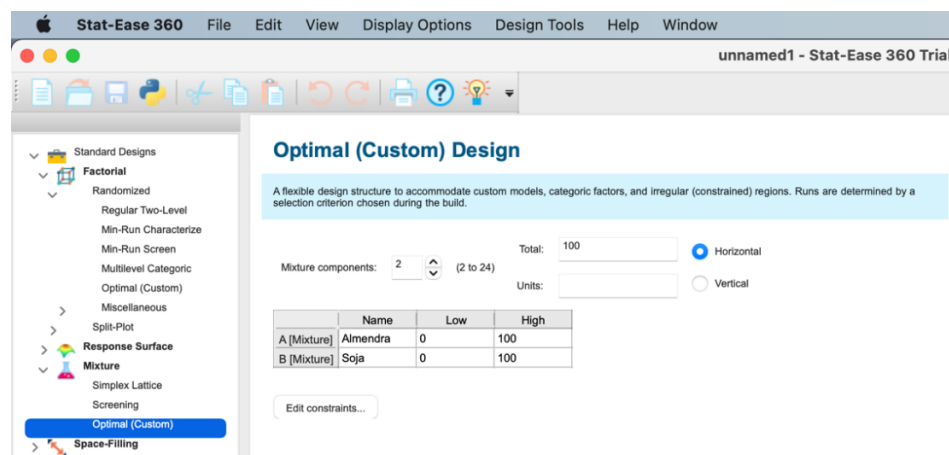 Stat-Ease 360 File Edit View Display Options Design Tools Help Window
unnamed1 - Stat-Ease 360 Trial
Standard Designs
Factorial
Randomized
Regular Two-Level
Min-Run Characterize
Min-Run Screen
Multilevel Categoric
Optimal (Custom)
Miscellaneous
Split-Plot
Response Surface
Mixture
Simplex Lattice
Screening
Optimal (Custom)
Space-Filling
Optimal (Custom) Design
A flexible design structure to accommodate custom models, categoric factors, and irregular (constrained) regions. Runs are determined by a
selection criterion chosen during the build.
Mixture components: 2 (2 to 24)
Total: 100
Units:
Horizontal
Vertical
Name Low High
A [Mixture] Almendra 0 100
B [Mixture] Soja 0 100
Edit constraints...